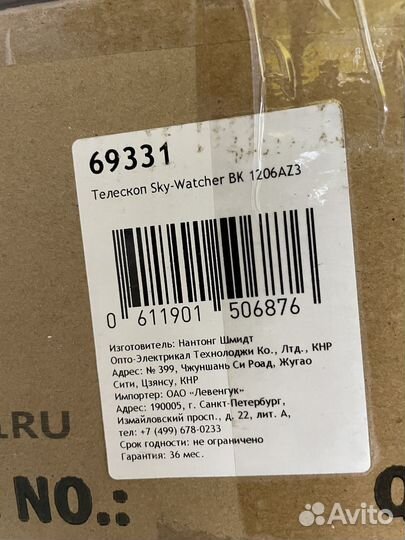 69331
Телескоп Sky-Watcher BK 1206AZ3
0 611901 506876
Изготовитель: Нантонг Шмидт
Опто-Электрикал Технолоджи Ко., Лтд., КНР
Адрес: № 399, Чжуншань Си Роад, Жугао
Сити, Цзянсу, КНР
Импортер: ОАО «Левенгук»
Адрес: 190005, г. Санкт-Петербург,
Измайловский просп., д. 22, лит. А,
тел: +7 (499) 678-0233
Срок годности: не ограничено
Гарантия: 36 мес.
1RU
NO.:
Q
Avito